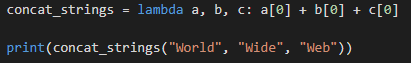 concat_strings = lambda a, b, c: a[0] + b[0] + c[0]
print(concat_strings("World", "Wide", "Web"))